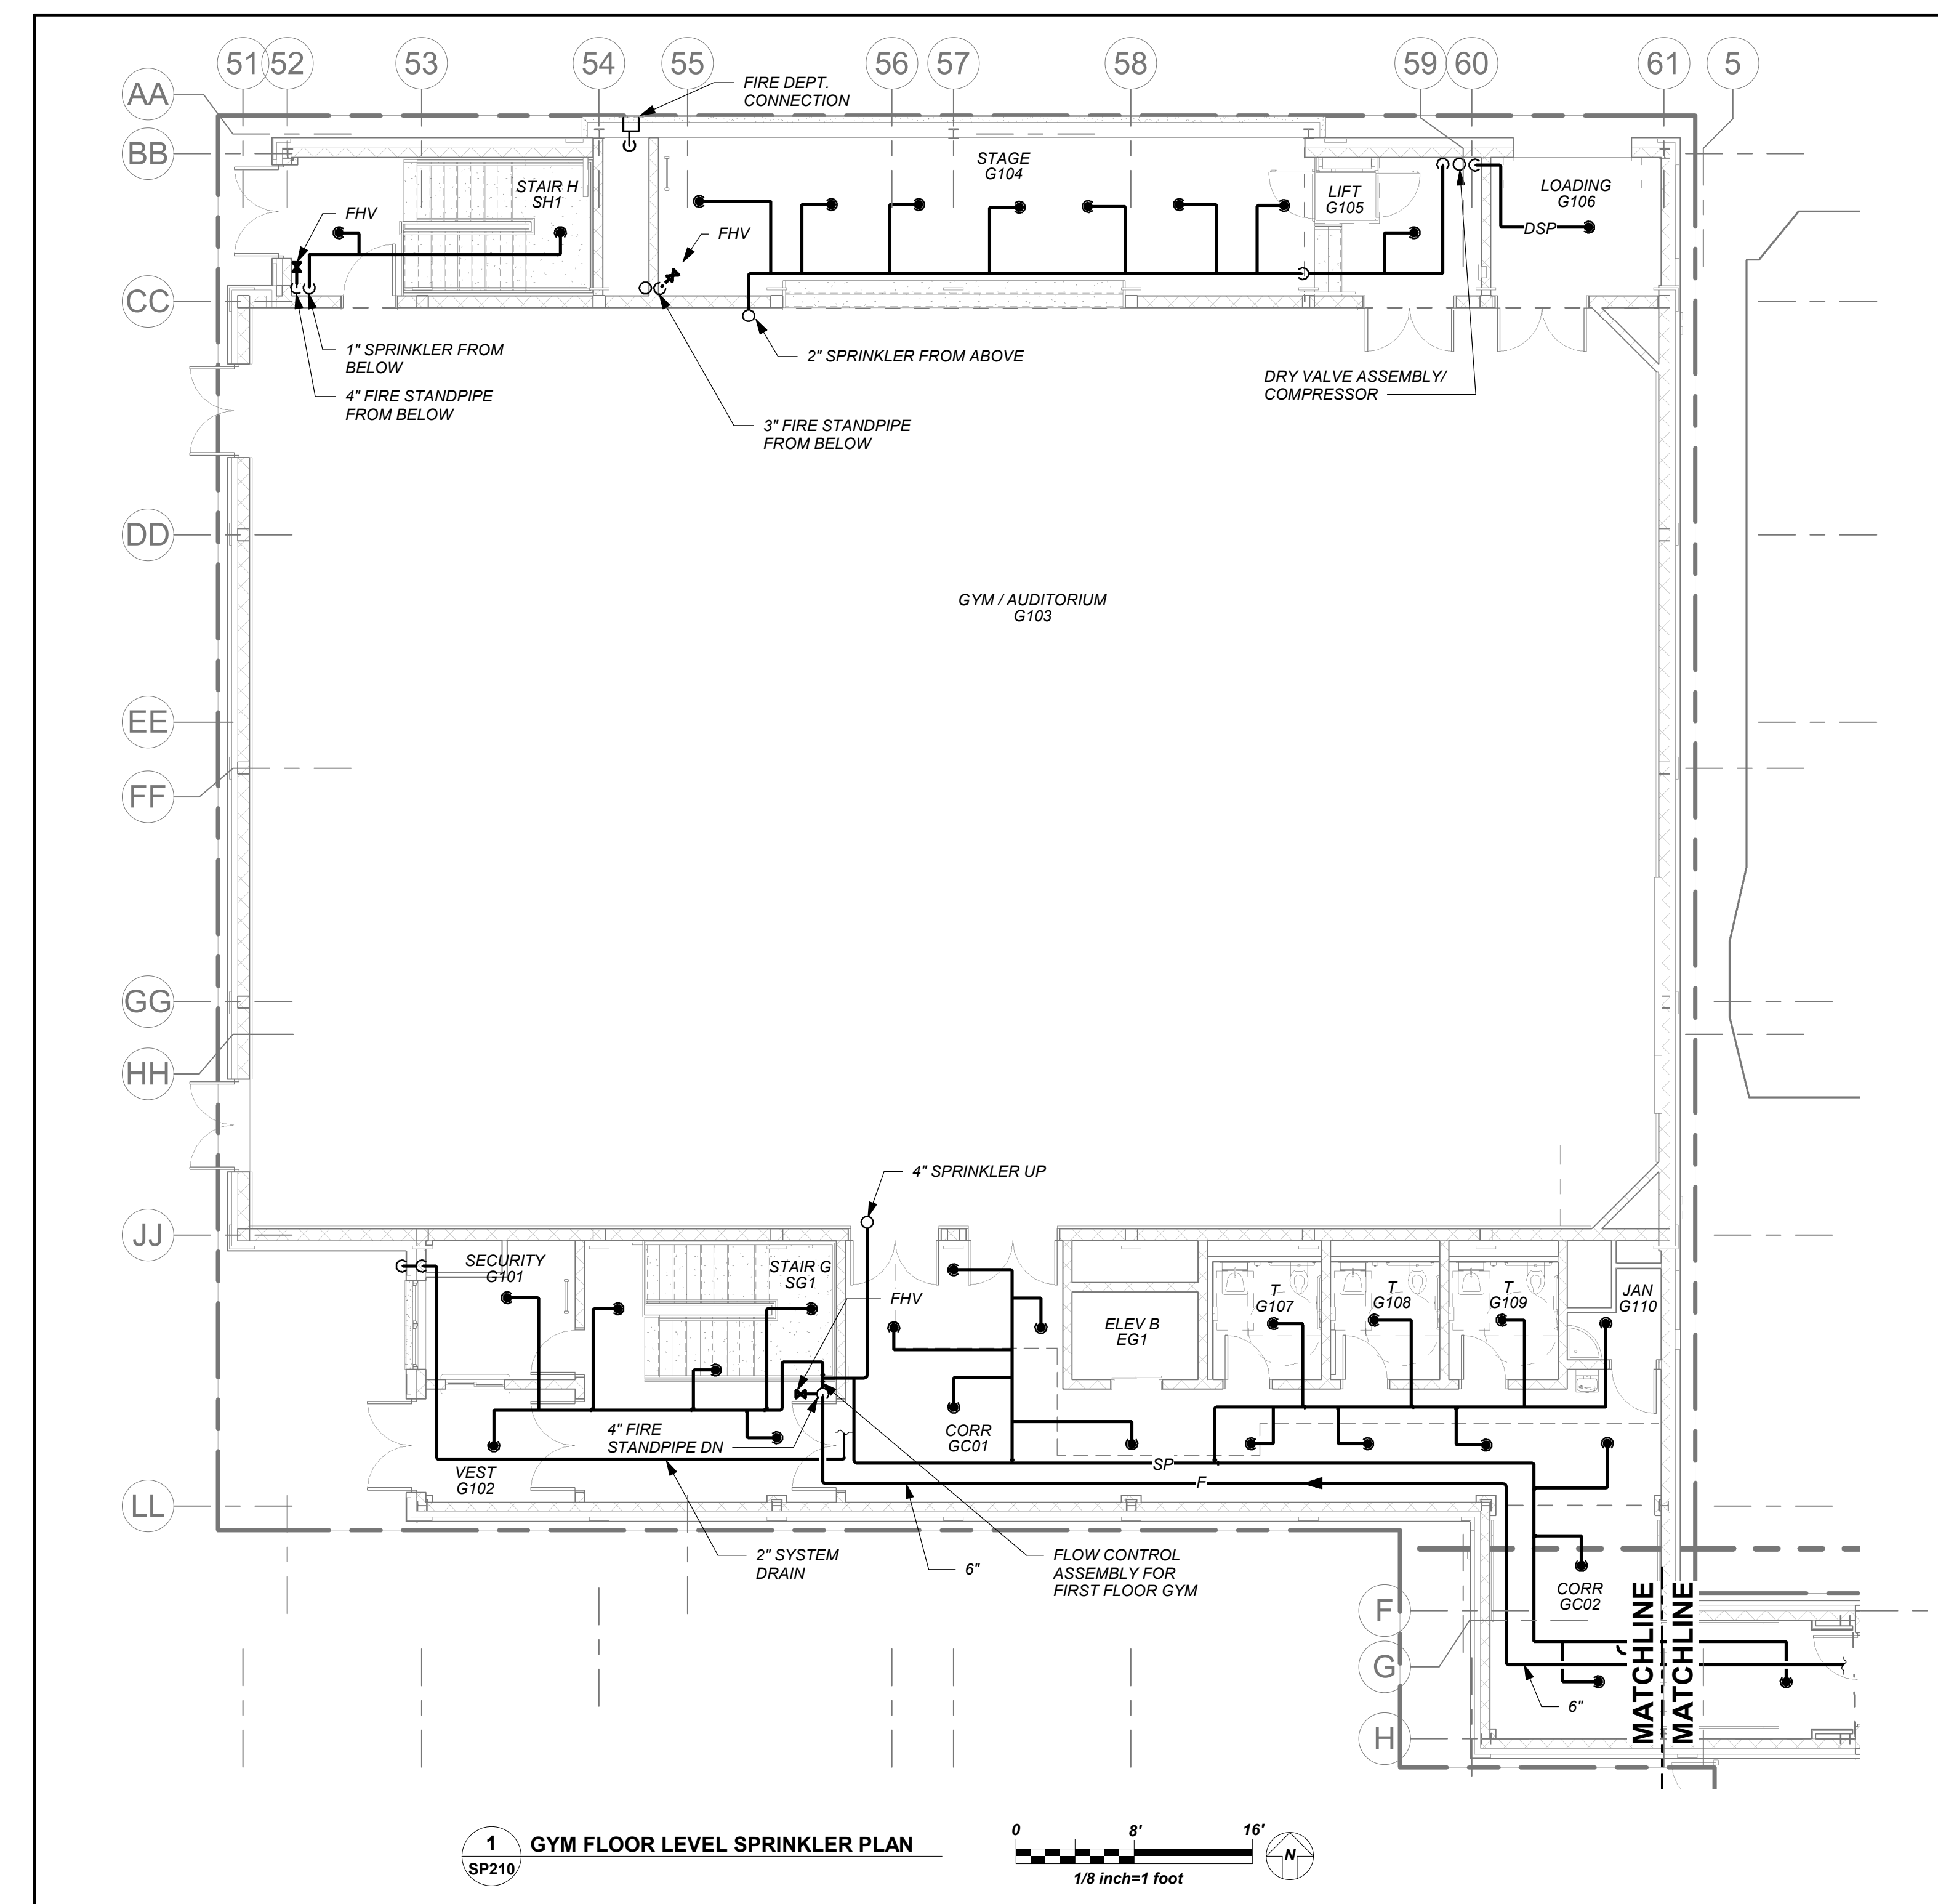 51
52
53
54
55
56
57
58
59
60
61
5
AA
BB
CC
DD
EE
FF
GG
HH
JJ
LL
FIRE DEPT.
CONNECTION
STAGE
G104
STAIR H
SH1
FHV
FHV
LIFT
G105
LOADING
G106
DSP
1" SPRINKLER FROM
BELOW
4" FIRE STANDPIPE
FROM BELOW
2" SPRINKLER FROM ABOVE
3" FIRE STANDPIPE
FROM BELOW
DRY VALVE ASSEMBLY/
COMPRESSOR
GYM / AUDITORIUM
G103
4" SPRINKLER UP
SECURITY
G101
STAIR G
SG1
FHV
ELEV B
EG1
T
G107
T
G108
T
G109
JAN
G110
4" FIRE
STANDPIPE DN
CORR
GC01
VEST
G102
SP
F
2" SYSTEM
DRAIN
6"
FLOW CONTROL
ASSEMBLY FOR
FIRST FLOOR GYM
CORR
GC02
F
G
H
6"
MATCHLINE
MATCHLINE
1
SP210
GYM FLOOR LEVEL SPRINKLER PLAN
0
8'
16'
1/8 inch=1 foot
N